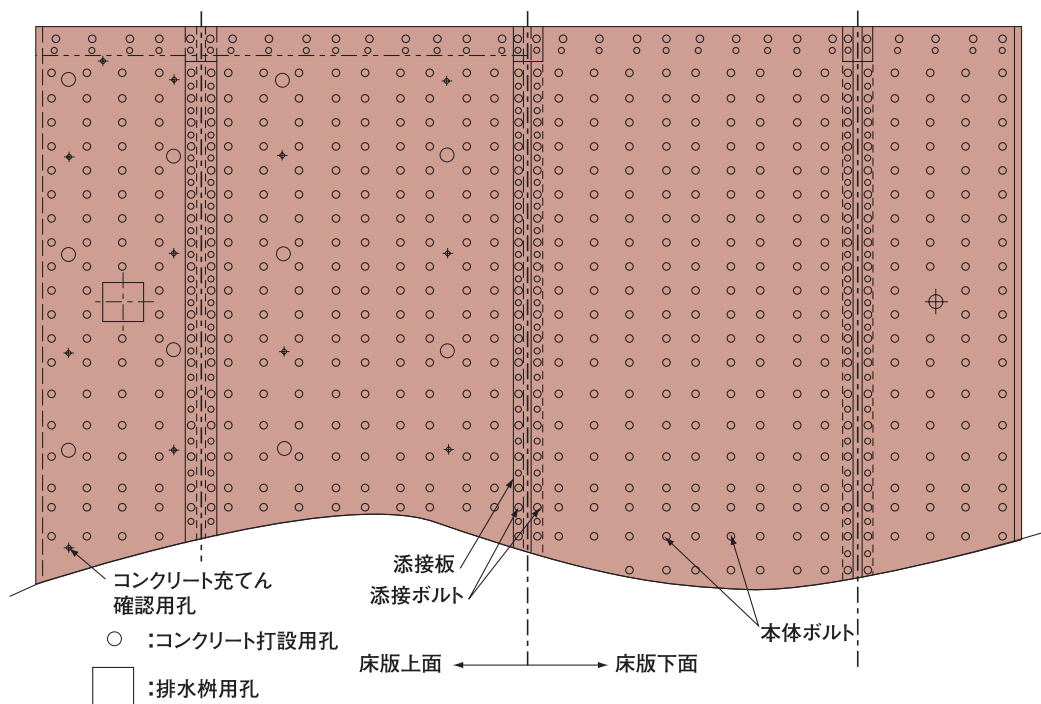 添接板
添接ボルト
コンクリート充てん
確認用孔
:コンクリート打設用孔
:排水桝用孔
床版上面
床版下面
本体ボルト